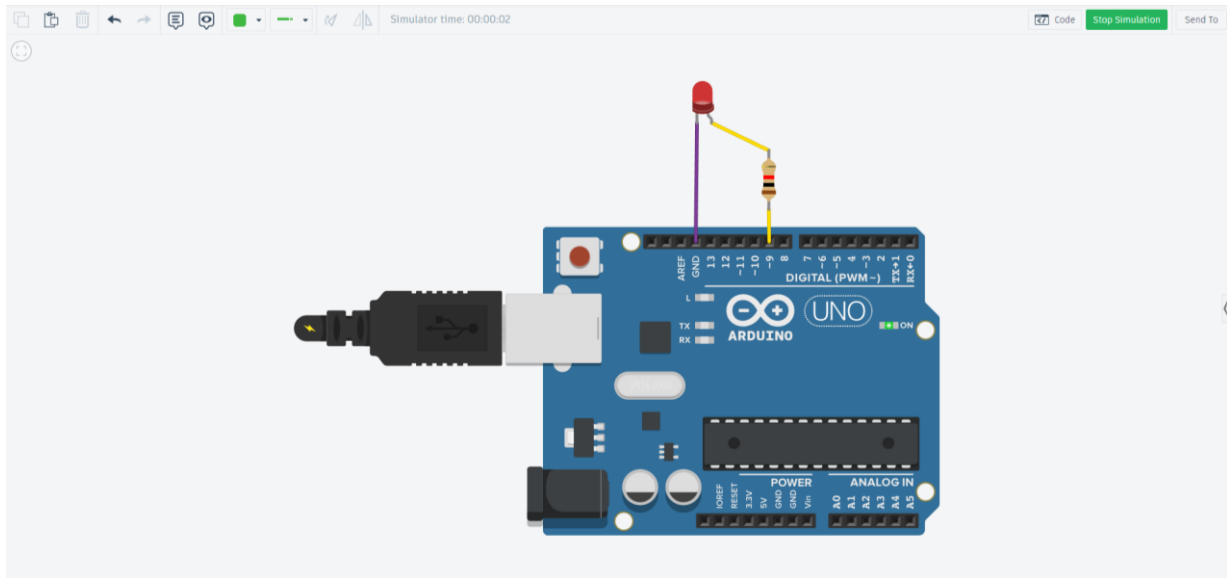 Simulator time: 00:00:02
Code
Stop Simulation
Send To
AREF
GND
13
12
~11
~10
~9
8
7
~6
~5
4
~3
2
TX→1
RX←0
DIGITAL (PWM~)
L
TX
RX
ARDUINO
UNO
ON
POWER
ANALOG IN
IOREF
RESET
3.3V
5V
GND
GND
Vin
A0
A1
A2
A3
A4
A5